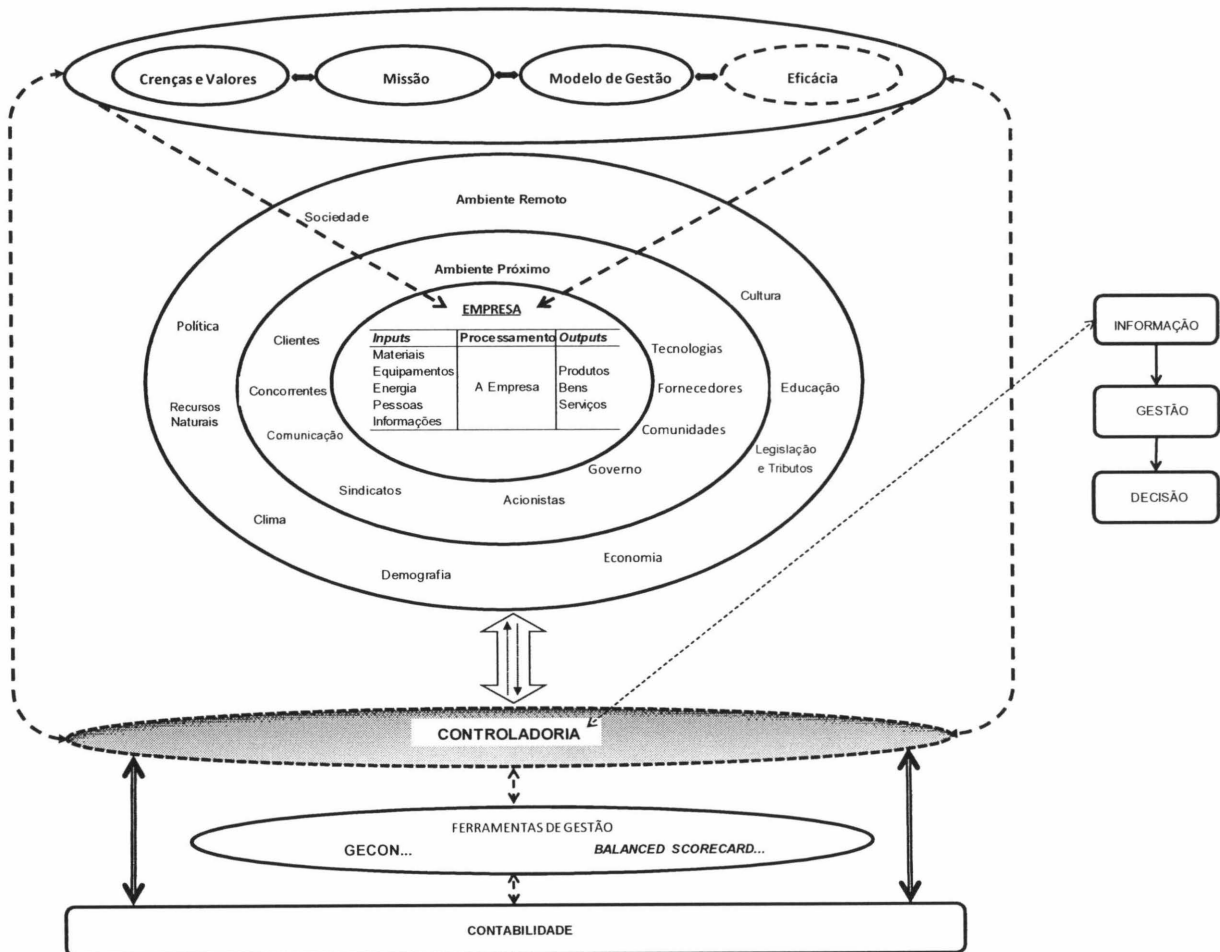 Crenças e Valores
Missão
Modelo de Gestão
Eficácia
Ambiente Remoto
Sociedade
Ambiente Próximo
Cultura
EMPRESA
Política
Clientes
Inputs Processamento Outputs
Materiais
Equipamentos Produtos
Energia A Empresa Bens
Pessoas Serviços
Informações
Tecnologias
Concorrentes
Fornecedores
Educação
Recursos
Naturais
Comunicação
Comunidades
Legislação
e Tributos
Governo
Sindicatos
Acionistas
Clima
Economia
Demografia
INFORMAÇÃO
GESTÃO
DECISÃO
CONTROLADORIA
FERRAMENTAS DE GESTÃO
GECON... BALANCED SCORECARD...
CONTABILIDADE